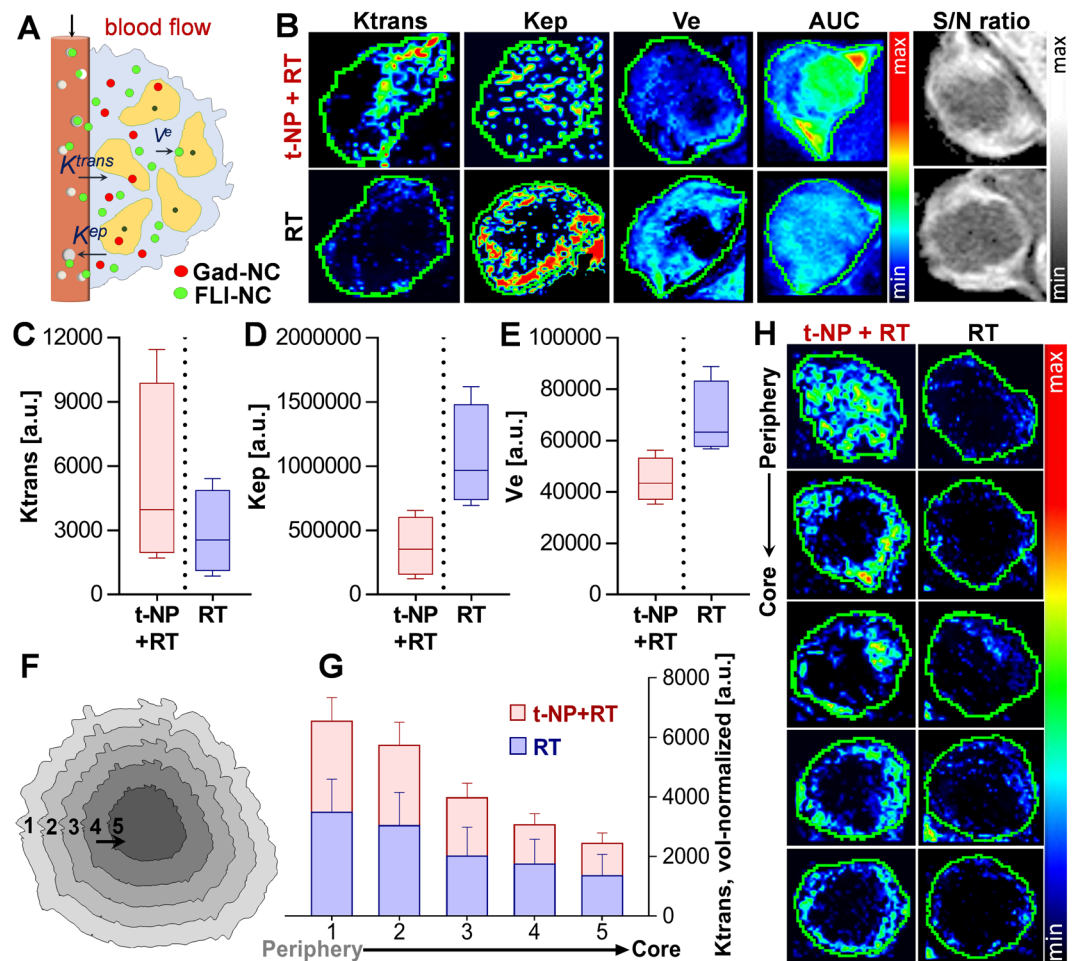 A
blood flow
Ktrans
Kep
Ve
Gad-NC
FLI-NC
B
Ktrans
Kep
Ve
AUC
S/N ratio
t-NP + RT
RT
max
min
max
min
C
Ktrans [a.u.]
12000
9000
6000
3000
0
t-NP
+RT
RT
D
Kep [a.u.]
2000000
1500000
1000000
500000
0
t-NP
+RT
RT
E
Ve [a.u.]
100000
80000
60000
40000
20000
0
t-NP
+RT
RT
F
1 2 3 4 5
G
t-NP+RT
RT
8000
6000
4000
2000
0
Ktrans, vol-normalized [a.u.]
1 2 3 4 5
Periphery
Core
H
t-NP + RT
RT
Periphery
Core
max
min